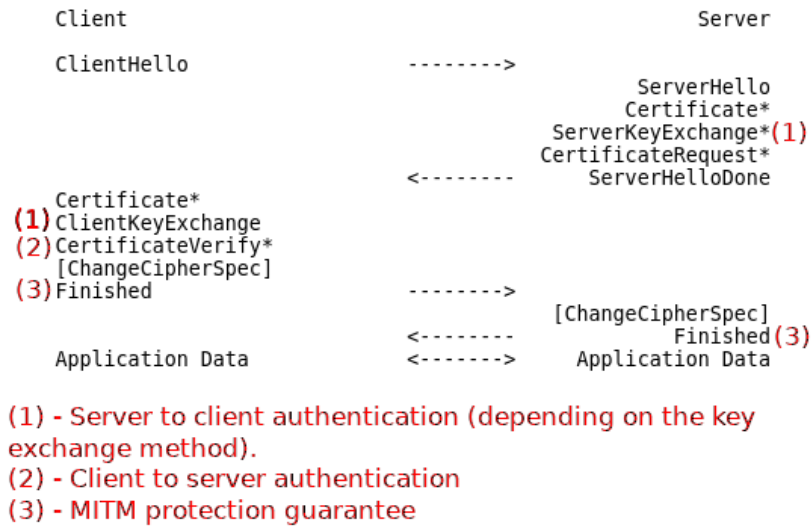 Client Server
ClientHello -------->
ServerHello
Certificate*
ServerKeyExchange*(1)
CertificateRequest*
<-------- ServerHelloDone
Certificate*
(1) ClientKeyExchange
(2) CertificateVerify*
[ChangeCipherSpec]
(3) Finished -------->
[ChangeCipherSpec]
<-------- Finished (3)
Application Data <-------> Application Data
(1) - Server to client authentication (depending on the key
exchange method).
(2) - Client to server authentication
(3) - MITM protection guarantee